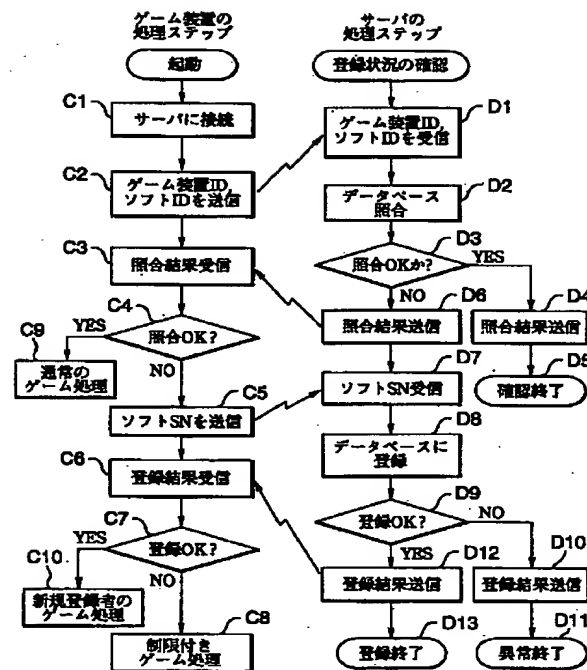 ゲーム装置の
処理ステップ
起動
C1
サーバに接続
C2
ゲーム装置ID,
ソフトIDを送信
C3
照合結果受信
C4
照合OK?
YES
NO
C9
通常の
ゲーム処理
C5
ソフトSNを送信
C6
登録結果受信
C7
登録OK?
YES
NO
C10
新規登録者の
ゲーム処理
C8
制限付き
ゲーム処理
サーバの
処理ステップ
登録状況の確認
D1
ゲーム装置ID,
ソフトIDを受信
D2
データベース
照合
D3
照合OKか?
YES
NO
D6
照合結果送信
D4
照合結果送信
D5
確認終了
D7
ソフトSN受信
D8
データベースに
登録
D9
登録OK?
NO
YES
D12
登録結果送信
D10
登録結果送信
D13
登録終了
D11
異常終了